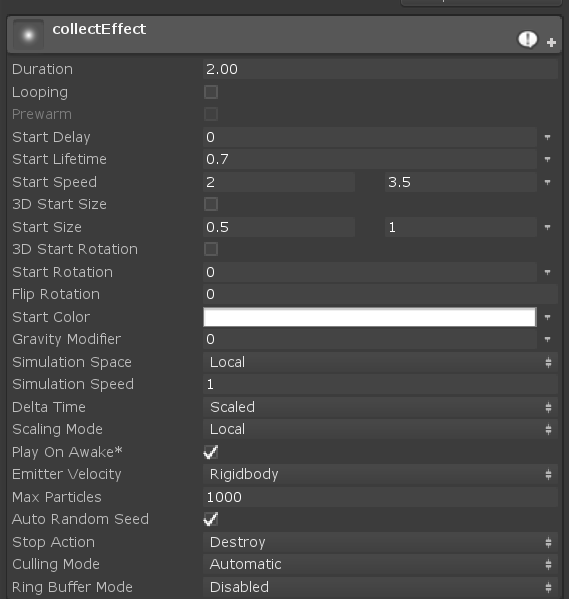 collectEffect
Duration 2.00
Looping
Prewarm
Start Delay 0
Start Lifetime 0.7
Start Speed 2 3.5
3D Start Size
Start Size 0.5 1
3D Start Rotation
Start Rotation 0
Flip Rotation 0
Start Color
Gravity Modifier 0
Simulation Space Local
Simulation Speed 1
Delta Time Scaled
Scaling Mode Local
Play On Awake*
Emitter Velocity Rigidbody
Max Particles 1000
Auto Random Seed
Stop Action Destroy
Culling Mode Automatic
Ring Buffer Mode Disabled